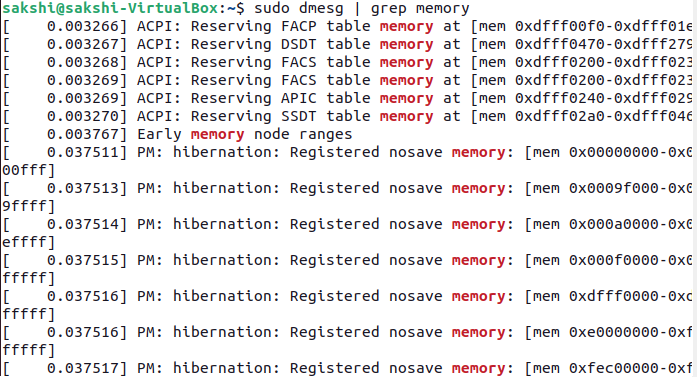 sakshi@sakshi-VirtualBox:~$ sudo dmesg | grep memory
[    0.003266] ACPI: Reserving FACP table memory at [mem 0xdfff00f0-0xdfff01e
[    0.003267] ACPI: Reserving DSDT table memory at [mem 0xdfff0470-0xdfff279
[    0.003268] ACPI: Reserving FACS table memory at [mem 0xdfff0200-0xdfff023
[    0.003269] ACPI: Reserving FACS table memory at [mem 0xdfff0200-0xdfff023
[    0.003269] ACPI: Reserving APIC table memory at [mem 0xdfff0240-0xdfff029
[    0.003270] ACPI: Reserving SSDT table memory at [mem 0xdfff02a0-0xdfff046
[    0.003767] Early memory node ranges
[    0.037511] PM: hibernation: Registered nosave memory: [mem 0x00000000-0x0
00fff]
[    0.037513] PM: hibernation: Registered nosave memory: [mem 0x0009f000-0x0
9ffff]
[    0.037514] PM: hibernation: Registered nosave memory: [mem 0x000a0000-0x0
effff]
[    0.037515] PM: hibernation: Registered nosave memory: [mem 0x000f0000-0x0
fffff]
[    0.037516] PM: hibernation: Registered nosave memory: [mem 0xdfff0000-0xd
fffff]
[    0.037516] PM: hibernation: Registered nosave memory: [mem 0xe0000000-0xf
fffff]
[    0.037517] PM: hibernation: Registered nosave memory: [mem 0xfec00000-0xf